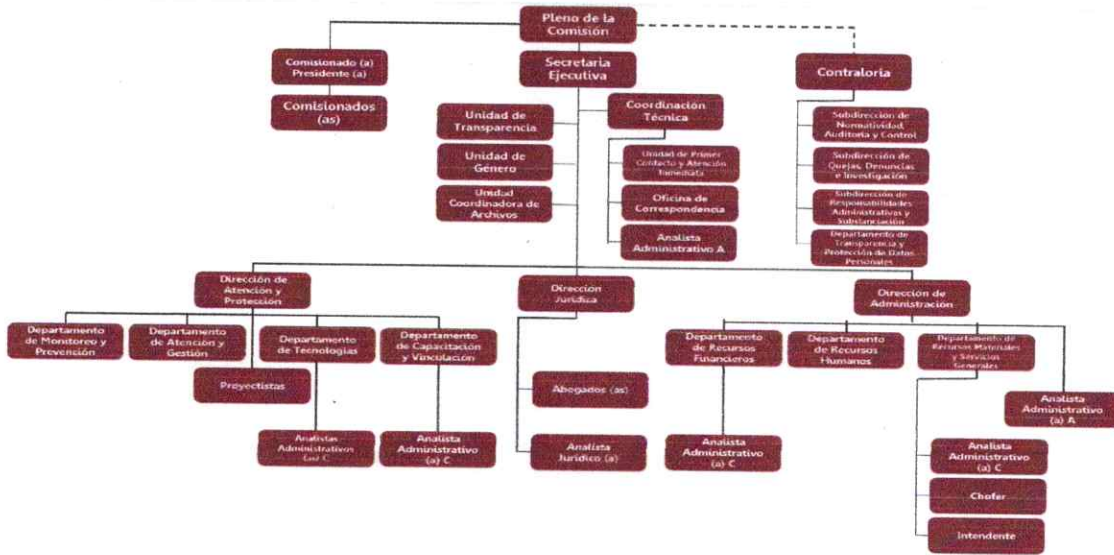 Pleno de la
Comisión
Comisionado (a)
Presidente (a)
Secretaria
Ejecutiva
Contraloria
Comisionados
(as)
Coordinación
Técnica
Unidad de
Transparencia
Subdirección de
Normatividad,
Auditoria y Control
Unidad de
Género
Unidad de Primer
Contacto y Atención
Inmediata
Subdirección de
Quejas, Denuncias
e Investigación
Unidad
Coordinadora de
Archivos
Oficina de
Correspondencia
Subdirección de
Responsabilidades
Administrativas y
Substanciación
Analista
Administrativo A
Departamento de
Transparencia y
Protección de Datos
Personales
Dirección de
Atención y
Protección
Dirección
Jurídica
Dirección de
Administración
Departamento
de Monitoreo y
Prevención
Departamento
de Atención y
Gestión
Departamento
de Tecnologías
Departamento
de Capacitación
y Vinculación
Departamento
de Recursos
Financieros
Departamento
de Recursos
Humanos
Departamento de
Recursos Materiales
y Servicios
Generales
Proyectistas
Abogados (as)
Analista
Administrativo
(a) A
Analistas
Administrativos
(as) C
Analista
Administrativo
(a) C
Analista
Jurídico (a)
Analista
Administrativo
(a) C
Analista
Administrativo
(a) C
Chofer
Intendente